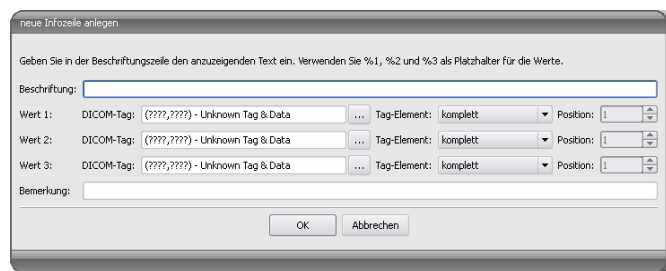 neue Infozeile anlegen
Geben Sie in der Beschriftungszeile den anzuzeigenden Text ein. Verwenden Sie %1, %2 und %3 als Platzhalter für die Werte.
Beschriftung:
Wert 1: DICOM-Tag: (????,????) - Unknown Tag & Data ... Tag-Element: komplett Position: 1
Wert 2: DICOM-Tag: (????,????) - Unknown Tag & Data ... Tag-Element: komplett Position: 1
Wert 3: DICOM-Tag: (????,????) - Unknown Tag & Data ... Tag-Element: komplett Position: 1
Bemerkung:
OK Abbrechen